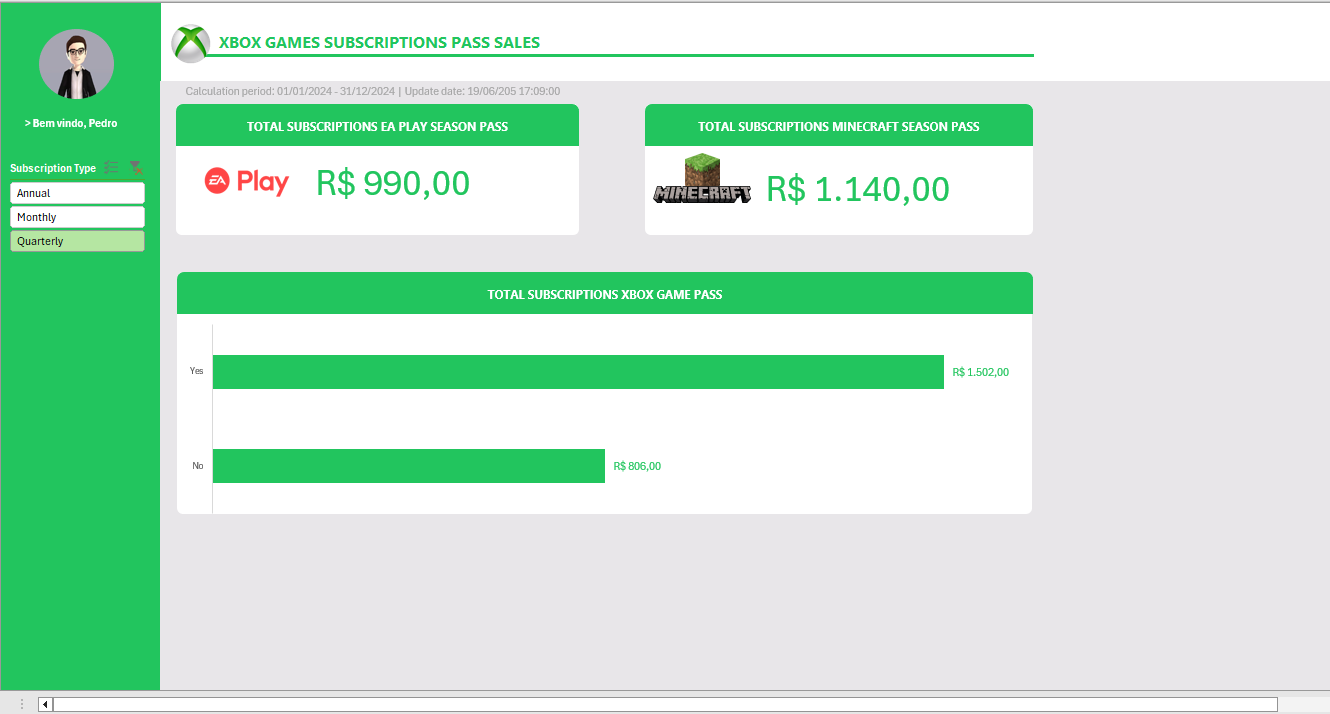 XBOX GAMES SUBSCRIPTIONS PASS SALES
Calculation period: 01/01/2024 - 31/12/2024 | Update date: 19/06/205 17:09:00
> Bem vindo, Pedro
Subscription Type
Annual
Monthly
Quarterly
TOTAL SUBSCRIPTIONS EA PLAY SEASON PASS
EA Play R$ 990,00
TOTAL SUBSCRIPTIONS MINECRAFT SEASON PASS
MINECRAFT R$ 1.140,00
TOTAL SUBSCRIPTIONS XBOX GAME PASS
Yes R$ 1.502,00
No R$ 806,00